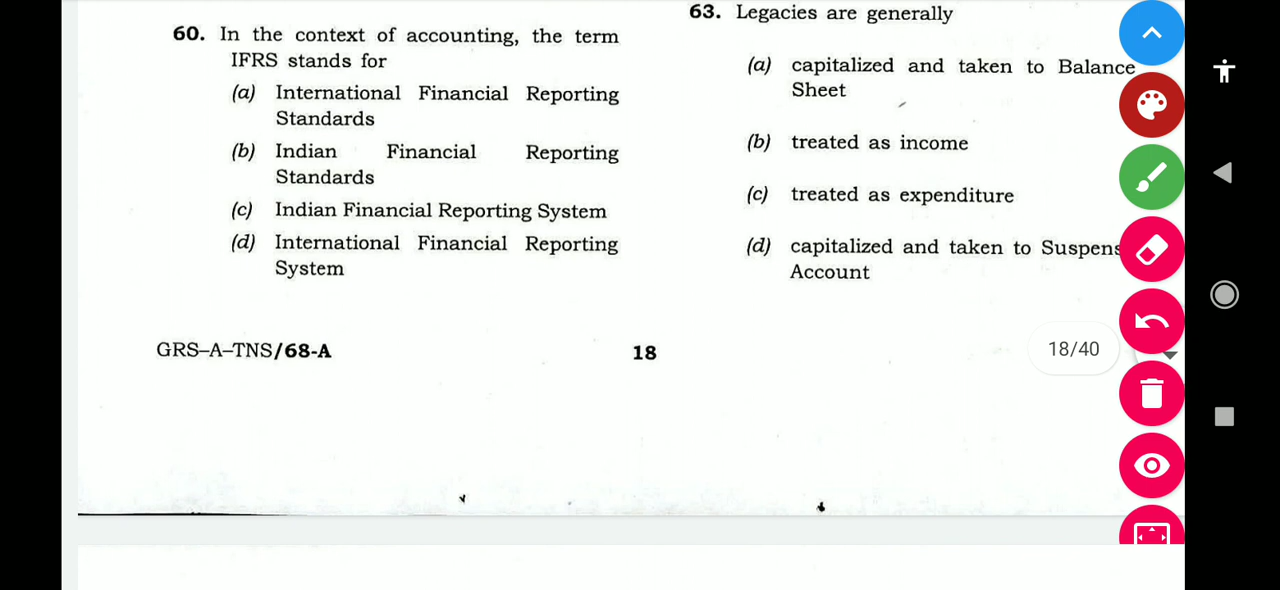 60. In the context of accounting, the term
IFRS stands for
(a) International Financial Reporting
Standards
(b) Indian Financial Reporting
Standards
(c) Indian Financial Reporting System
(d) International Financial Reporting
System
63. Legacies are generally
(a) capitalized and taken to Balance
Sheet
(b) treated as income
(c) treated as expenditure
(d) capitalized and taken to Suspens
Account
GRS–A–TNS/68-A
18
18/40